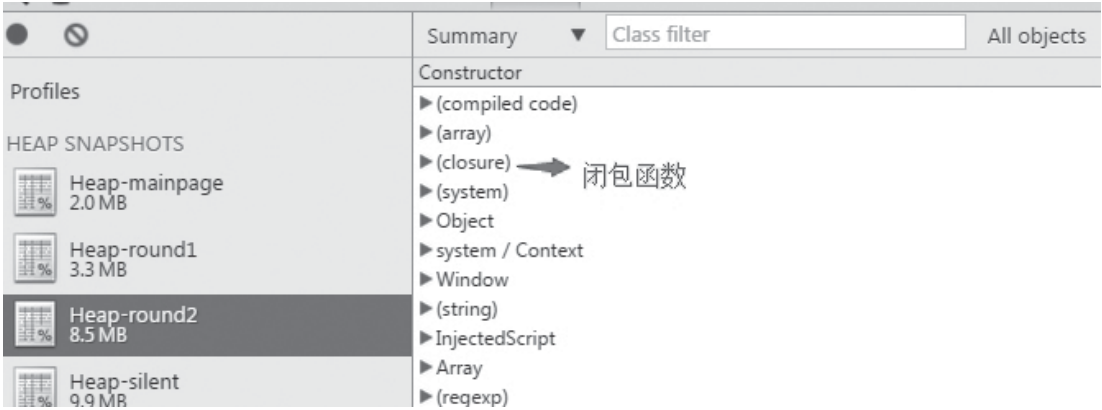 Summary ▼ Class filter All objects
Profiles
HEAP SNAPSHOTS
Heap-mainpage
2.0 MB
Heap-round1
3.3 MB
Heap-round2
8.5 MB
Heap-silent
9.9 MB
Constructor
▶(compiled code)
▶(array)
▶(closure) 闭包函数
▶(system)
▶Object
▶system / Context
▶Window
▶(string)
▶InjectedScript
▶Array
▶(regexp)